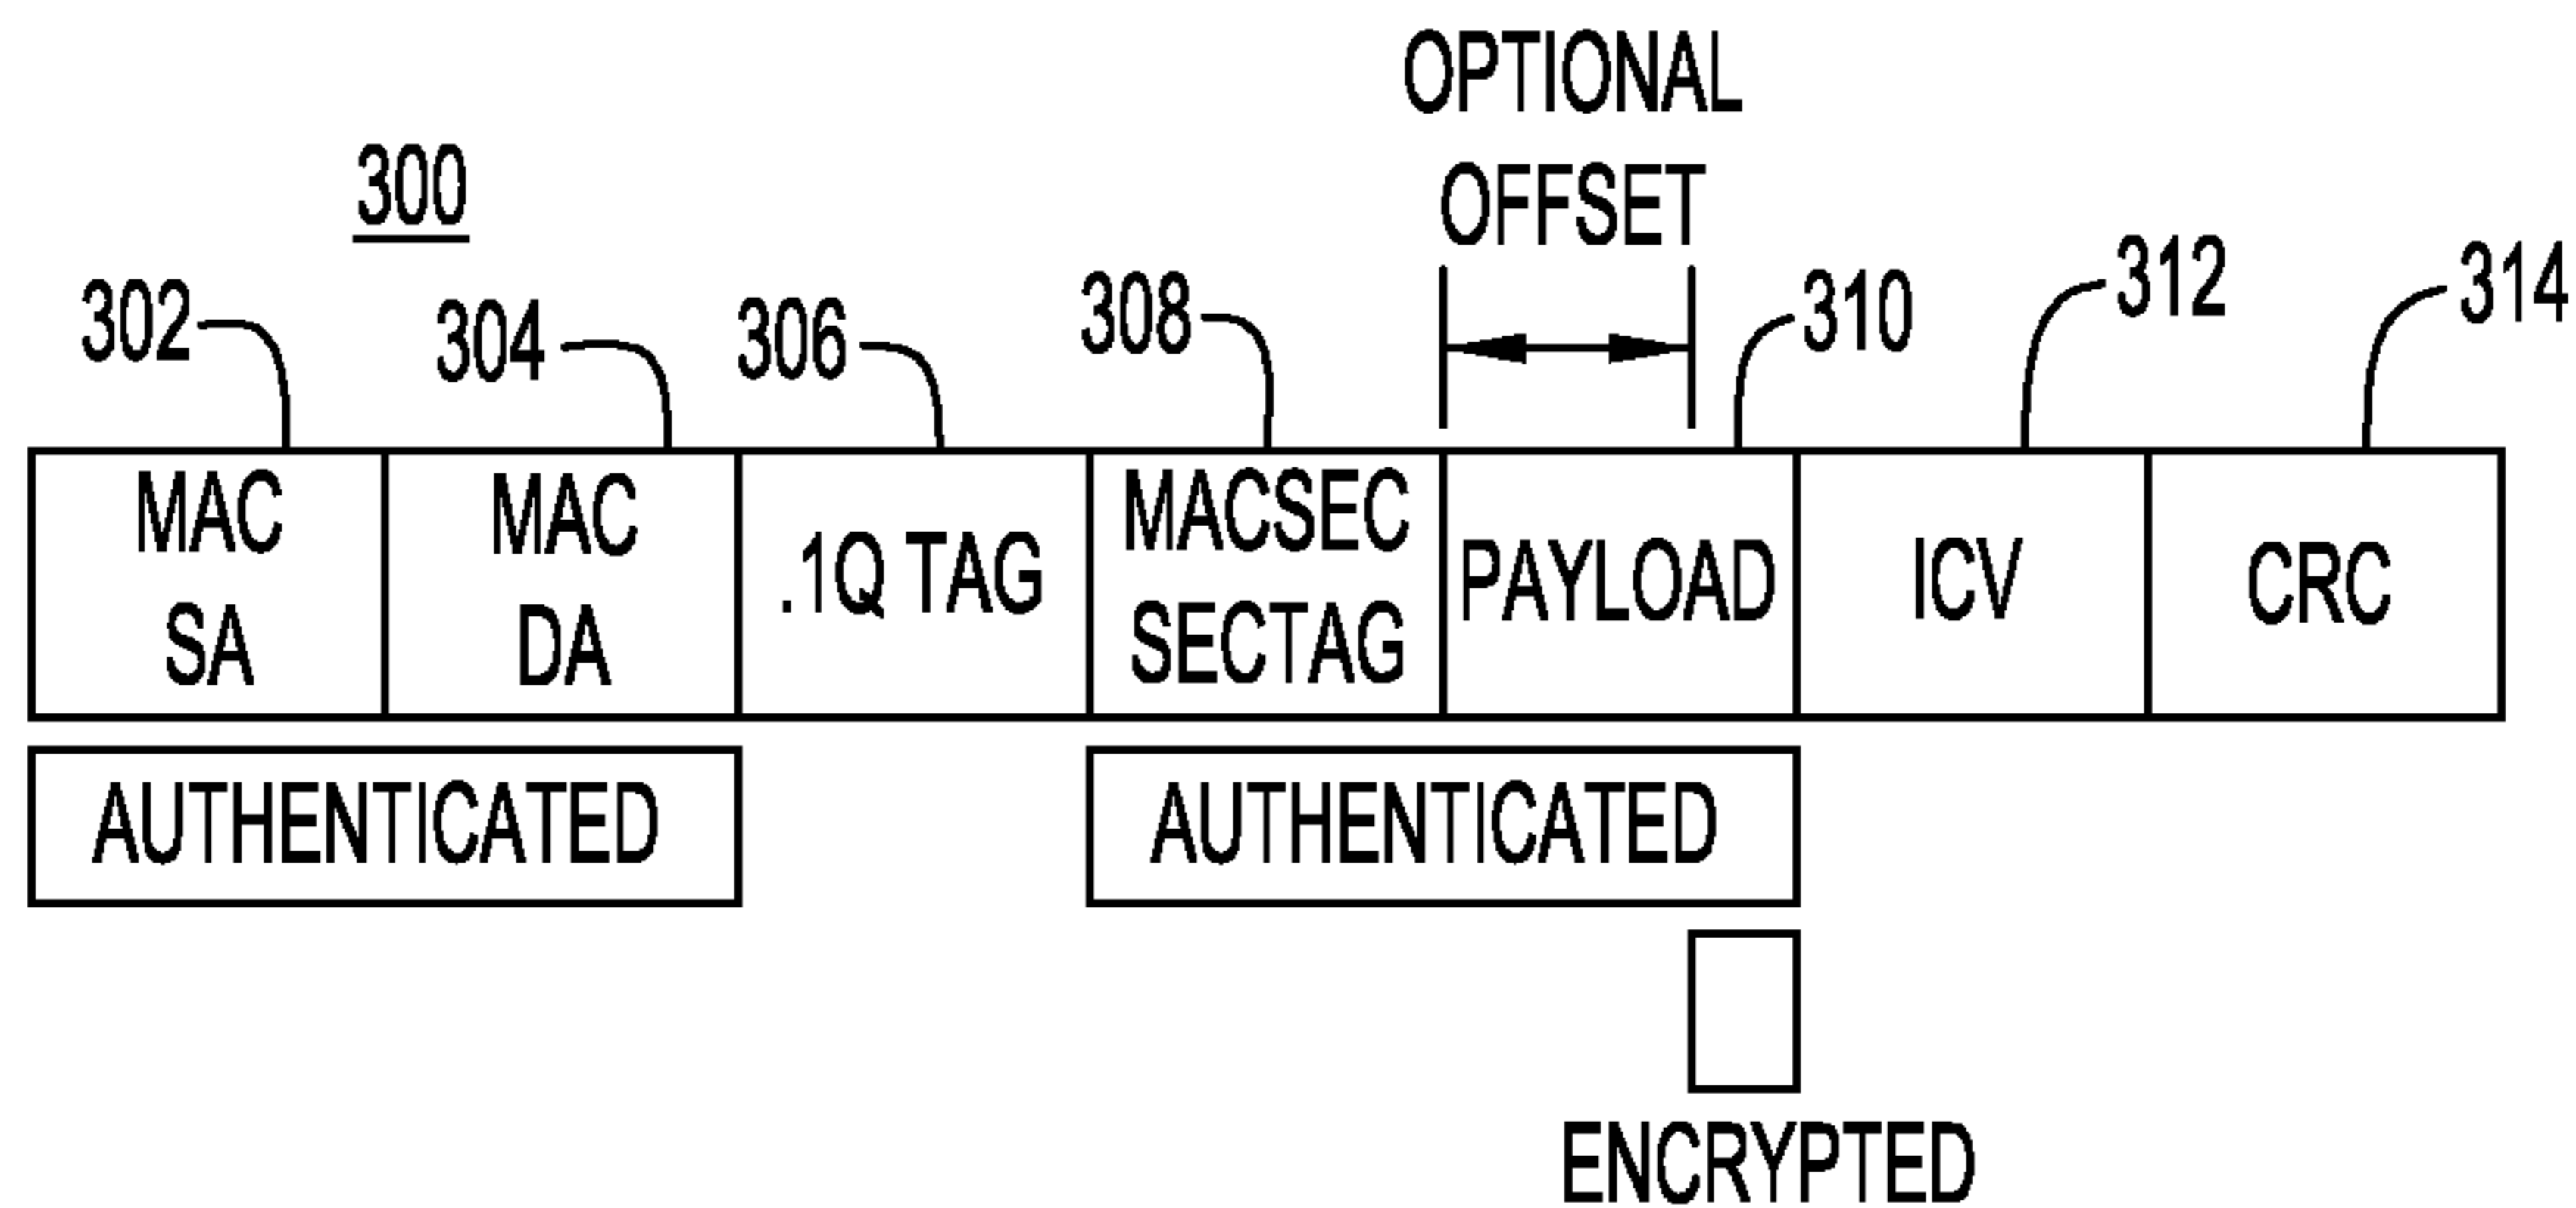 OPTIONAL
OFFSET
300
302
304
306
308
310
312
314
MAC
SA
MAC
DA
.1Q TAG
MACSEC
SECTAG
PAYLOAD
ICV
CRC
AUTHENTICATED
AUTHENTICATED
ENCRYPTED